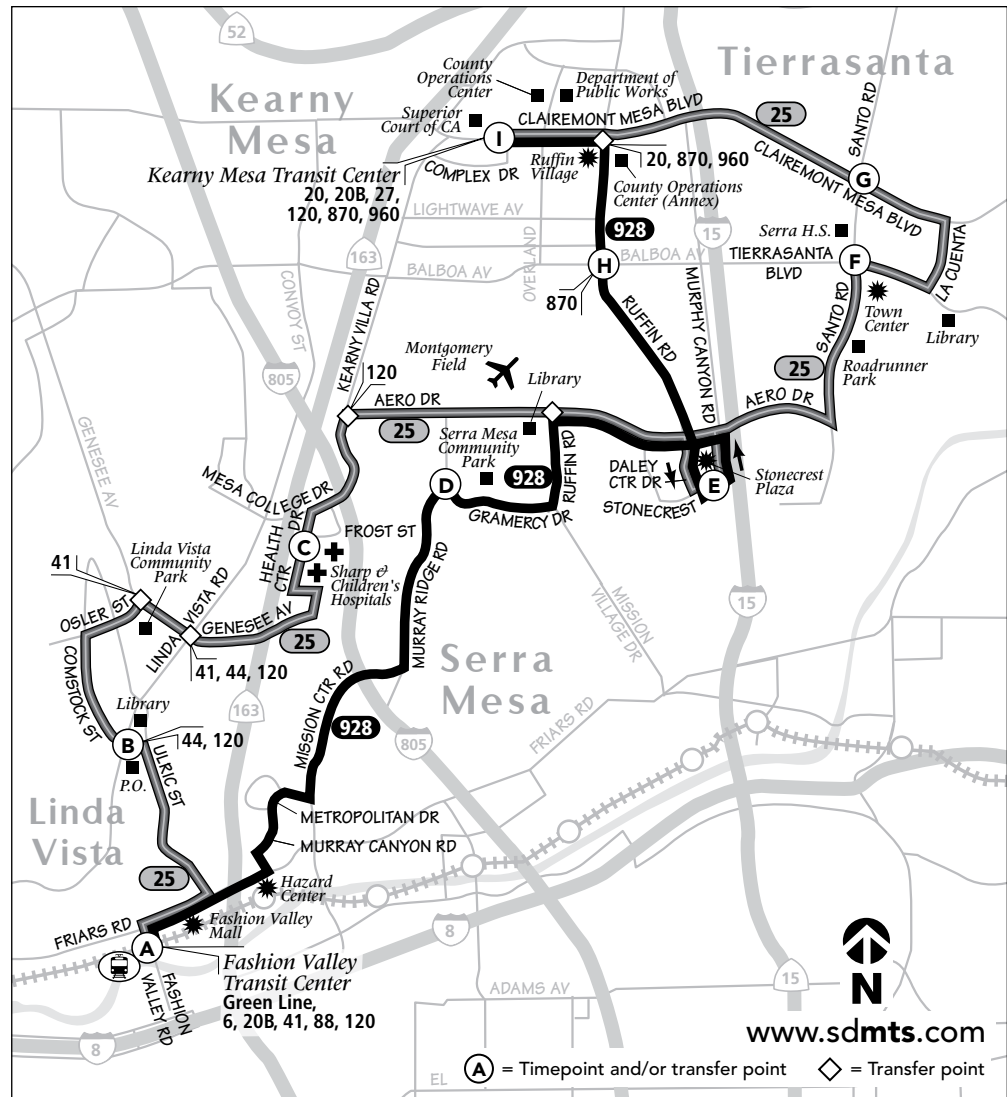 52
Tierrasanta
Kearny
Mesa
County
Operations
Center
Department of
Public Works
Superior
Court of CA
CLAIREMONT MESA BLVD
25
SANTO RD
I
Kearny Mesa Transit Center
20, 20B, 27,
120, 870, 960
COMPLEX DR
Ruffin
Village
20, 870, 960
County Operations
Center (Annex)
CLAIREMONT MESA BLVD
G
LIGHTWAVE AV
928
15
Serra H.S.
163
BALBOA AV
OVERLAND
H
BALBOA AV
TIERRASANTA
BLVD
F
LA CUENTA
870
CONVOY ST
KEARNY VILLA RD
RUFFIN RD
MURPHY CANYON RD
SANTO RD
Town
Center
Library
Roadrunner
Park
805
120
Montgomery
Field
Library
25
AERO DR
AERO DR
25
GENESEE AV
Serra Mesa
Community
Park
928
RUFFIN RD
DALEY
CTR DR
Stonecrest
Plaza
STONECREST
E
MESA COLLEGE DR
D
GRAMERCY DR
HEALTH
CTR
DR
C
FROST ST
Sharp &
Children's
Hospitals
MURRAY RIDGE RD
MISSION
VILLAGE DR
Linda Vista
Community
Park
41
OSLER ST
LINDA VISTA RD
GENESEE AV
25
15
41, 44, 120
COMSTOCK ST
Serra
Mesa
Library
163
MISSION CTR RD
928
FRIARS RD
B
44, 120
805
P.O.
ULRIC ST
Linda
Vista
METROPOLITAN DR
MURRAY CANYON RD
25
Hazard
Center
FRIARS RD
Fashion Valley
Mall
8
A
Fashion Valley
Transit Center
Green Line,
6, 20B, 41, 88, 120
FASHION
VALLEY RD
15
ADAMS AV
N
www.sdmts.com
8
EL
A = Timepoint and/or transfer point
= Transfer point